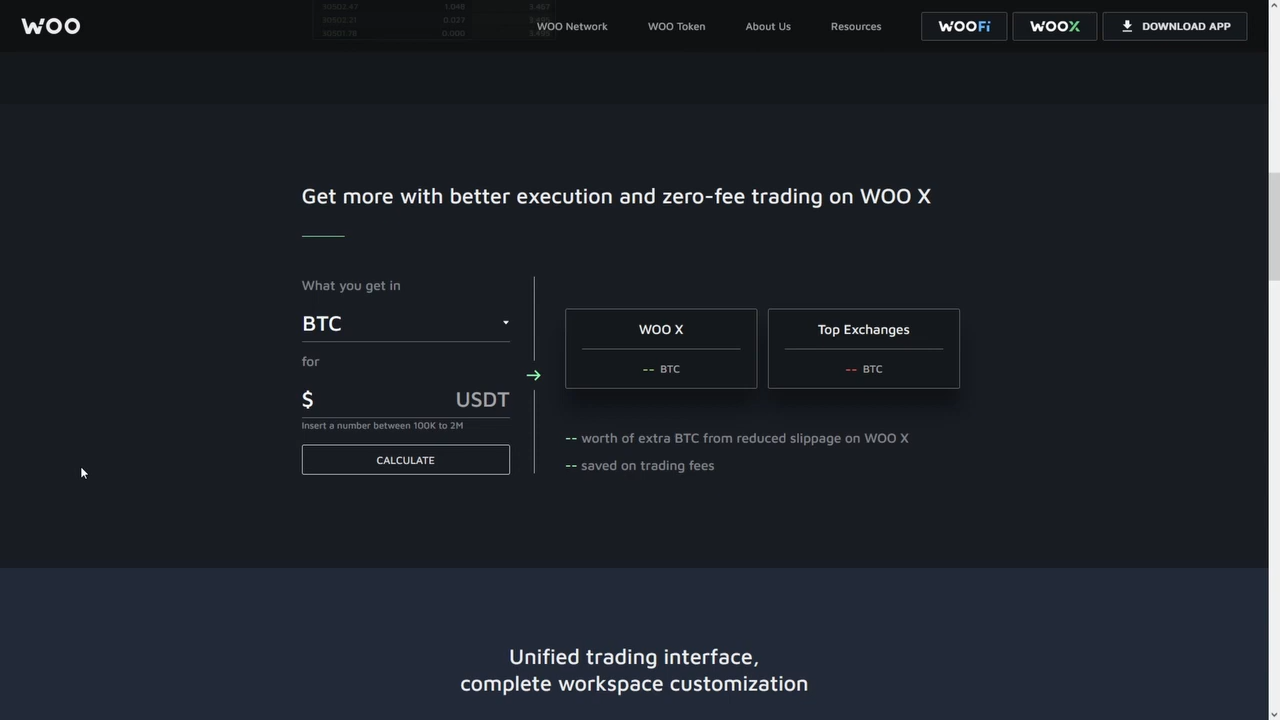 WOO
WOO Network
WOO Token
About Us
Resources
WOOFi
WOOX
DOWNLOAD APP
Get more with better execution and zero-fee trading on WOO X
What you get in
BTC
for
$ USDT
Insert a number between 100K to 2M
CALCULATE
WOO X
-- BTC
Top Exchanges
-- BTC
-- worth of extra BTC from reduced slippage on WOO X
-- saved on trading fees
Unified trading interface,
complete workspace customization